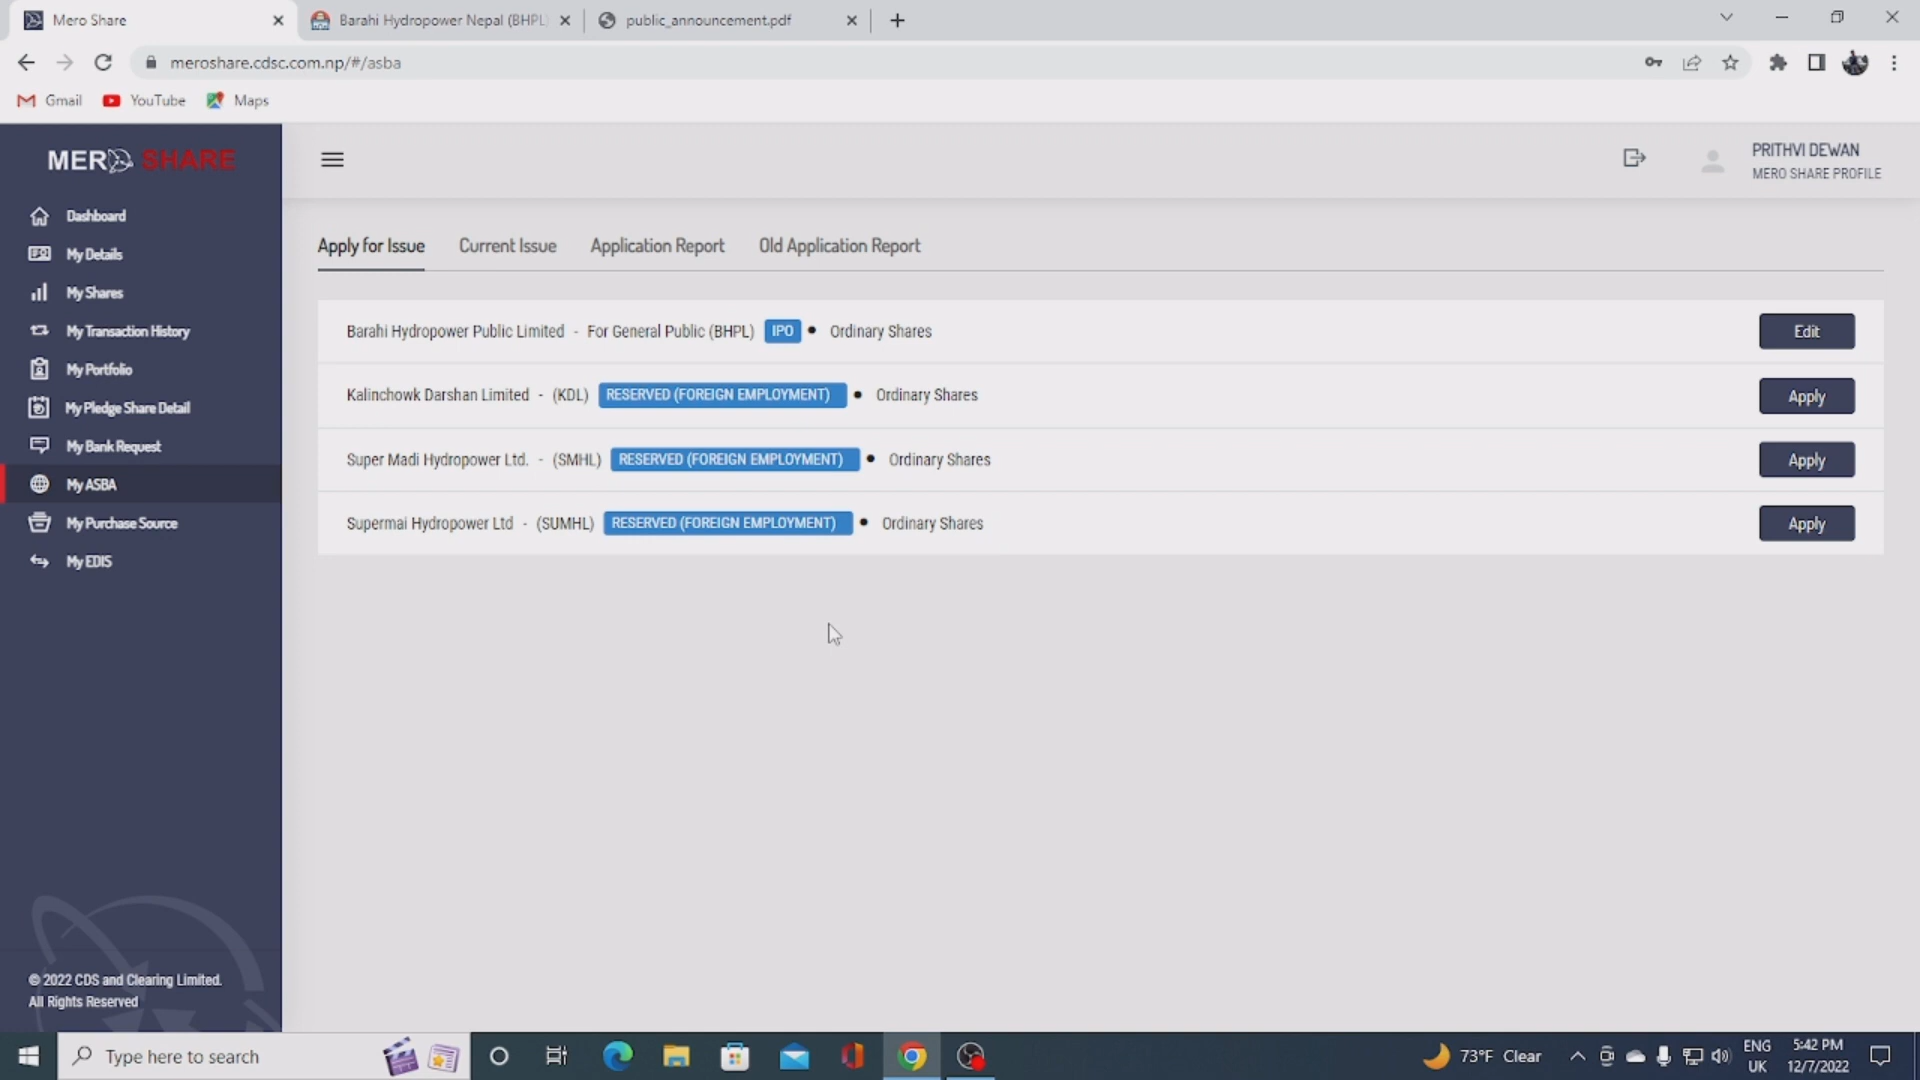 Mero Share
Barahi Hydropower Nepal (BHPL)
public_announcement.pdf
meroshare.cdsc.com.np/#/asba
Gmail YouTube Maps
MERO SHARE
PRITHVI DEWAN
MERO SHARE PROFILE
Dashboard
My Details
My Shares
My Transaction History
My Portfolio
My Pledge Share Detail
My Bank Request
My ASBA
My Purchase Source
My EDIS
© 2022 CDS and Clearing Limited.
All Rights Reserved
Apply for Issue Current Issue Application Report Old Application Report
Barahi Hydropower Public Limited - For General Public (BHPL) IPO • Ordinary Shares Edit
Kalinchowk Darshan Limited - (KDL) RESERVED (FOREIGN EMPLOYMENT) • Ordinary Shares Apply
Super Madi Hydropower Ltd. - (SMHL) RESERVED (FOREIGN EMPLOYMENT) • Ordinary Shares Apply
Supermai Hydropower Ltd - (SUMHL) RESERVED (FOREIGN EMPLOYMENT) • Ordinary Shares Apply
Type here to search
73°F Clear
ENG
UK
5:42 PM
12/7/2022